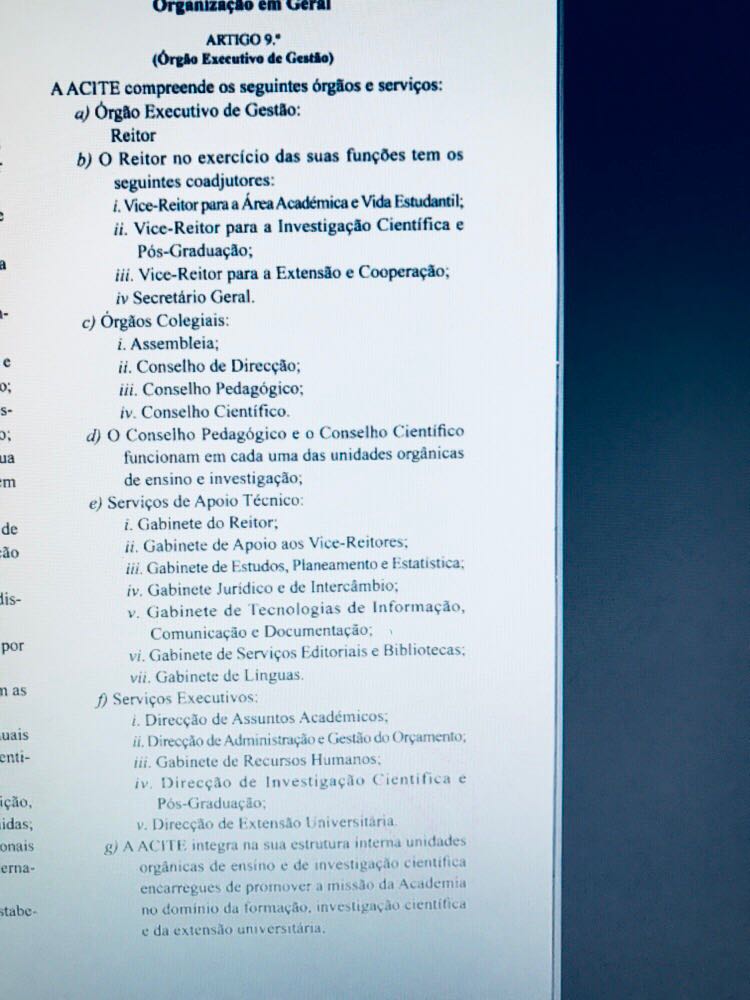 Organização em Geral
ARTIGO 9.º
(Órgão Executivo de Gestão)
A ACITE compreende os seguintes órgãos e serviços:
a) Órgão Executivo de Gestão:
Reitor
b) O Reitor no exercício das suas funções tem os
seguintes coadjutores:
i. Vice-Reitor para a Área Académica e Vida Estudantil;
ii. Vice-Reitor para a Investigação Científica e
Pós-Graduação;
iii. Vice-Reitor para a Extensão e Cooperação;
iv Secretário Geral.
c) Órgãos Colegiais:
i. Assembleia;
ii. Conselho de Direcção;
iii. Conselho Pedagógico;
iv. Conselho Científico.
d) O Conselho Pedagógico e o Conselho Científico
funcionam em cada uma das unidades orgânicas
de ensino e investigação;
e) Serviços de Apoio Técnico:
i. Gabinete do Reitor;
ii. Gabinete de Apoio aos Vice-Reitores;
iii. Gabinete de Estudos, Planeamento e Estatística;
iv. Gabinete Jurídico e de Intercâmbio;
v. Gabinete de Tecnologias de Informação,
Comunicação e Documentação;
vi. Gabinete de Serviços Editoriais e Bibliotecas;
vii. Gabinete de Línguas.
f) Serviços Executivos:
i. Direcção de Assuntos Académicos;
ii. Direcção de Administração e Gestão do Orçamento;
iii. Gabinete de Recursos Humanos;
iv. Direcção de Investigação Científica e
Pós-Graduação;
v. Direcção de Extensão Universitária.
g) A ACITE integra na sua estrutura interna unidades
orgânicas de ensino e de investigação científica
encarregues de promover a missão da Academia
no domínio da formação, investigação científica
e da extensão universitária.